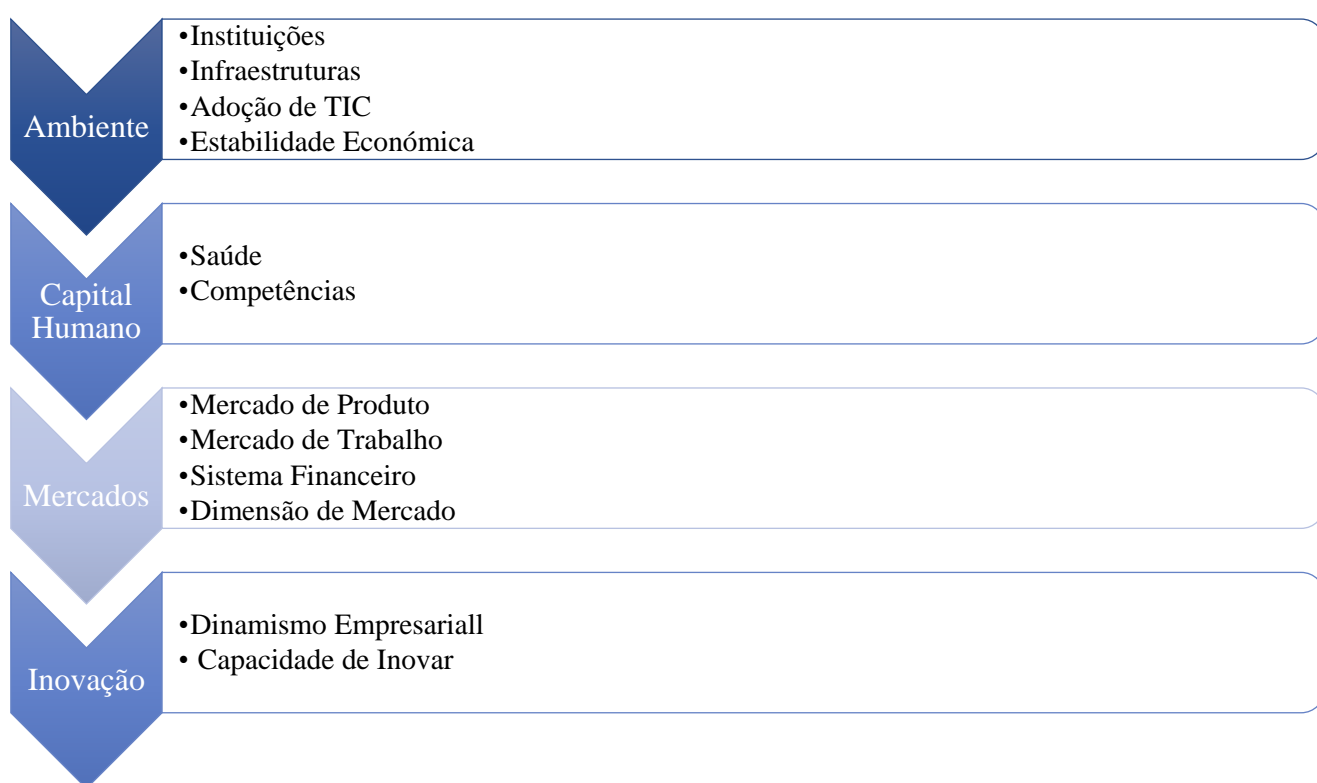 Ambiente
•Instituições
•Infraestruturas
•Adoção de TIC
•Estabilidade Económica
Capital
Humano
•Saúde
•Competências
Mercados
•Mercado de Produto
•Mercado de Trabalho
•Sistema Financeiro
•Dimensão de Mercado
Inovação
•Dinamismo Empresariall
• Capacidade de Inovar